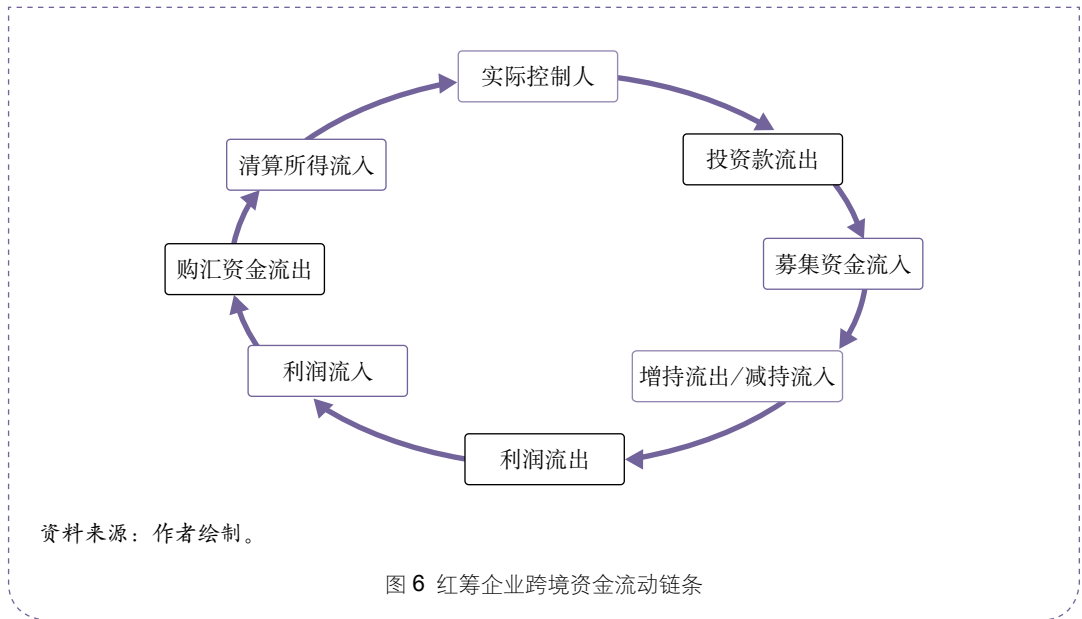 实际控制人
清算所得流入
投资款流出
购汇资金流出
募集资金流入
利润流入
增持流出/减持流入
利润流出
资料来源：作者绘制。
图 6 红筹企业跨境资金流动链条